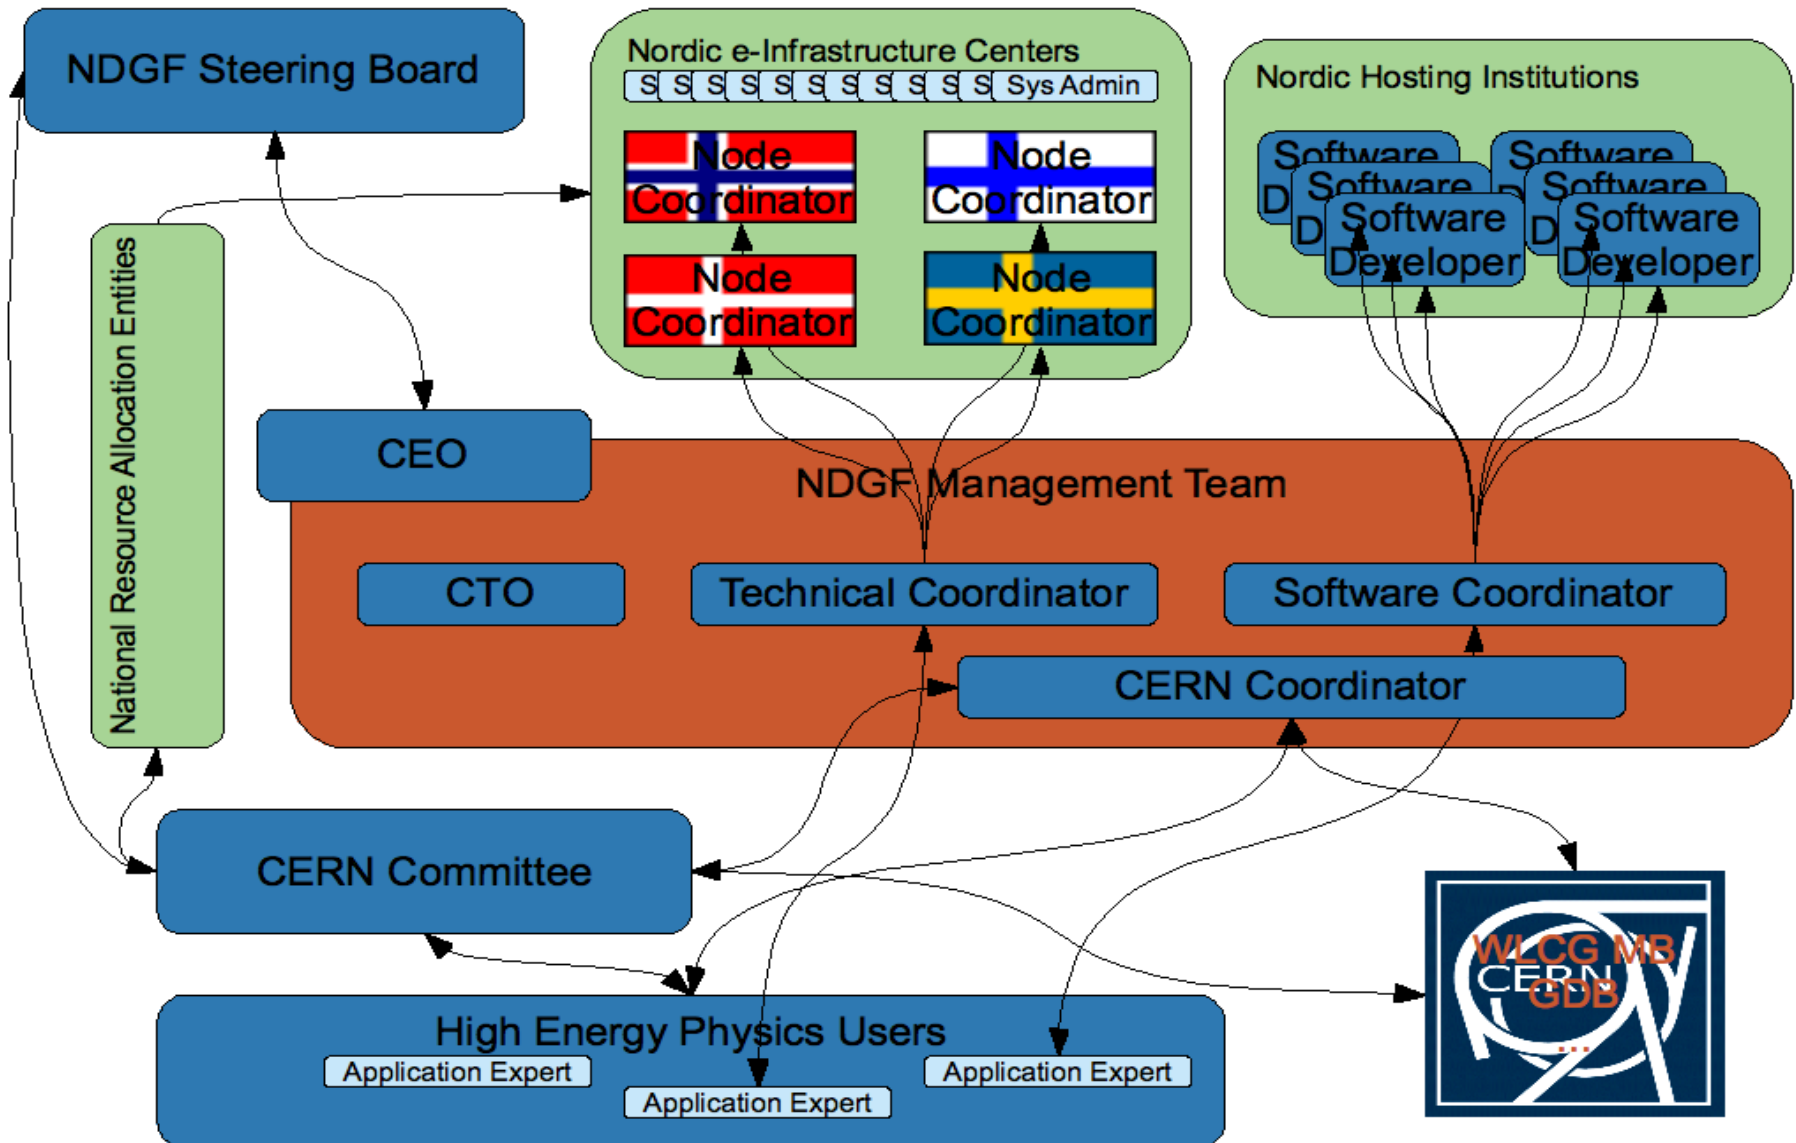 NDGF Steering Board
Nordic e-Infrastructure Centers
S S S S S S S S S S S Sys Admin
Node
Coordinator
Node
Coordinator
Node
Coordinator
Node
Coordinator
Nordic Hosting Institutions
Software
D
Software
D
Software
Developer
Software
D
Software
D
Software
Developer
National Resource Allocation Entities
CEO
NDGF Management Team
CTO
Technical Coordinator
Software Coordinator
CERN Coordinator
CERN Committee
High Energy Physics Users
Application Expert
Application Expert
Application Expert
WLCG MB
CERN
GDB
...